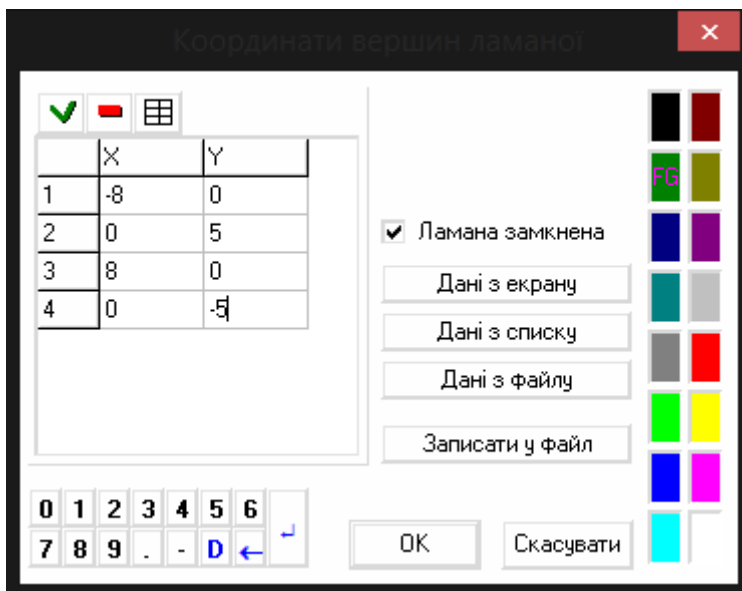 Координати вершин ламаної
X Y
1 -8 0
2 0 5
3 8 0
4 0 -5
FG
Ламана замкнена
Дані з екрану
Дані з списку
Дані з файлу
Записати у файл
0 1 2 3 4 5 6
7 8 9 . - D ←
OK Скасувати